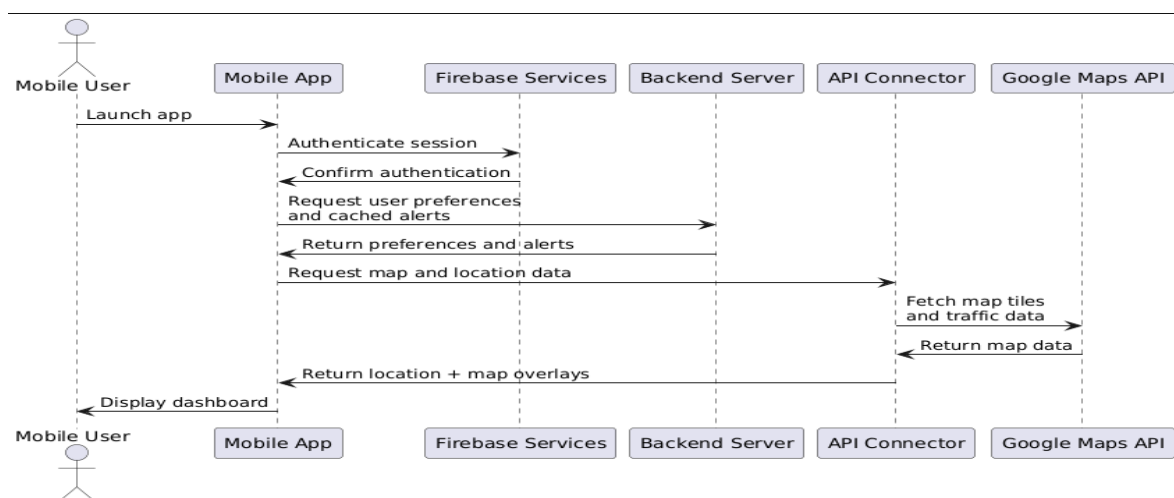 Mobile User
Mobile App
Firebase Services
Backend Server
API Connector
Google Maps API
Launch app
Authenticate session
Confirm authentication
Request user preferences
and cached alerts
Return preferences and alerts
Request map and location data
Fetch map tiles
and traffic data
Return map data
Return location + map overlays
Display dashboard
Mobile User
Mobile App
Firebase Services
Backend Server
API Connector
Google Maps API